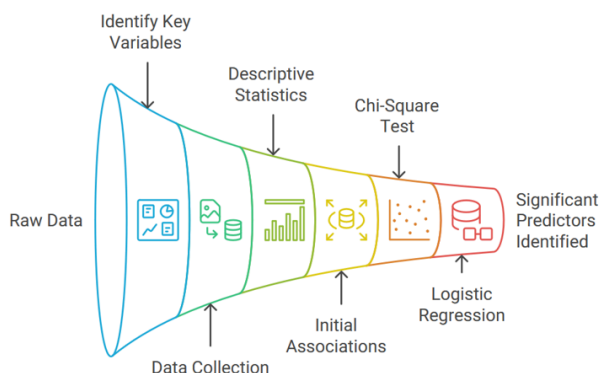 Identify Key
Variables
Descriptive
Statistics
Chi-Square
Test
Raw Data
Significant
Predictors
Identified
Logistic
Regression
Initial
Associations
Data Collection